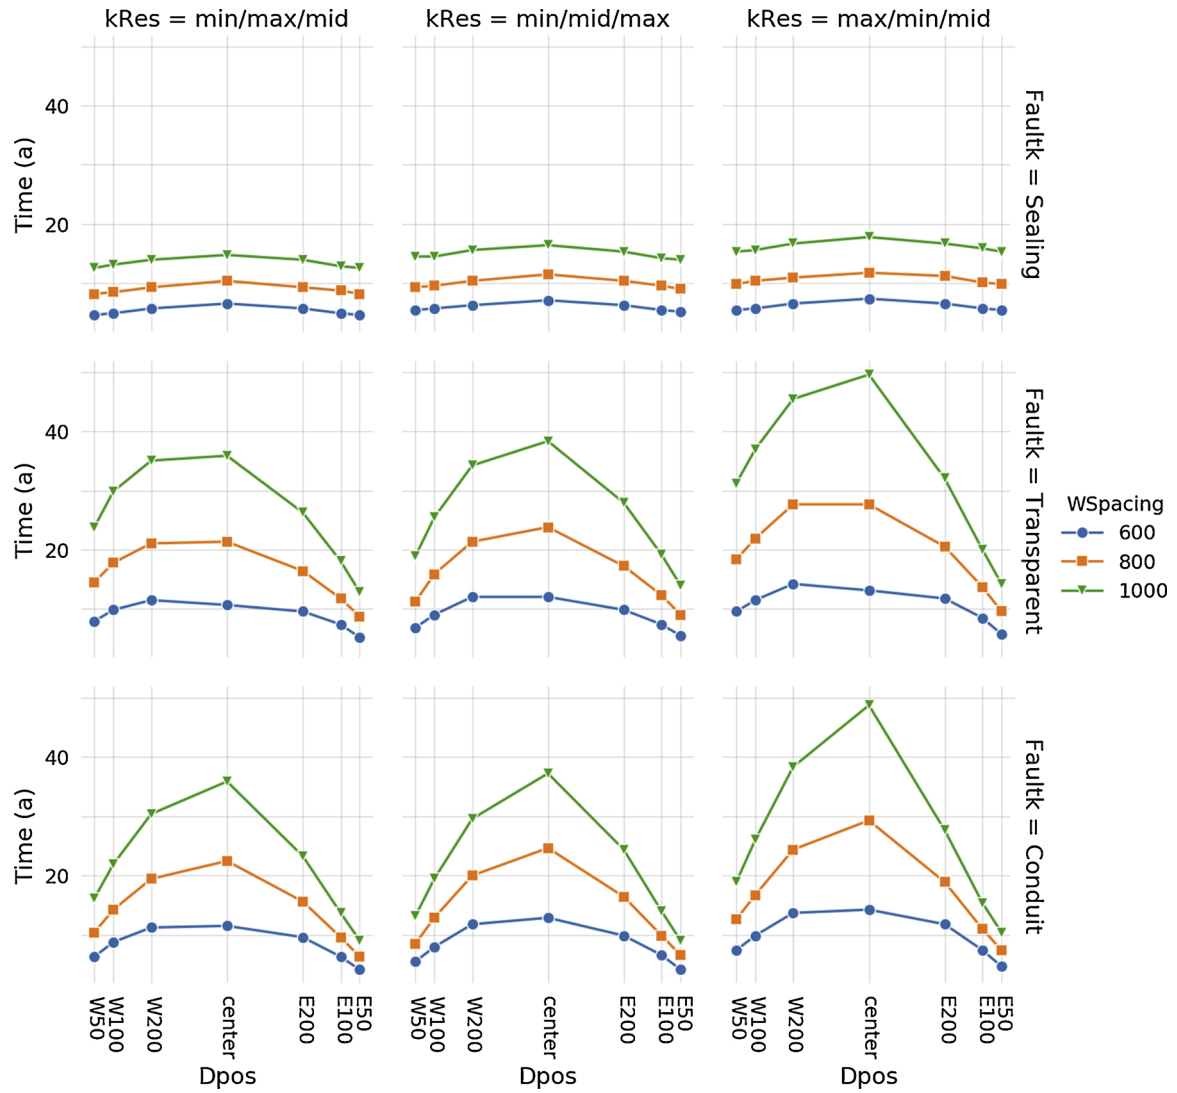 kRes = min/max/mid
kRes = min/mid/max
kRes = max/min/mid
Time (a)
40
20
Faultk = Sealing
Time (a)
40
20
Faultk = Transparent
WSpacing
600
800
1000
Time (a)
40
20
Faultk = Conduit
W50
W100
W200
center
E200
E100
E50
W50
W100
W200
center
E200
E100
E50
W50
W100
W200
center
E200
E100
E50
Dpos
Dpos
Dpos